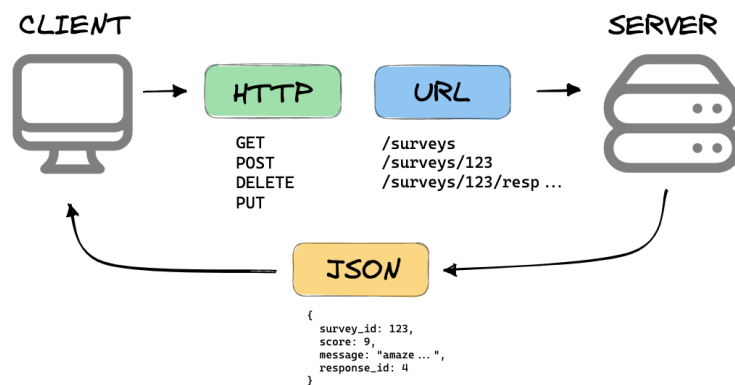 CLIENT
SERVER
HTTP
URL
GET
POST
DELETE
PUT
/surveys
/surveys/123
/surveys/123/resp...
JSON
{
survey_id: 123,
score: 9,
message: "amaze...",
response_id: 4
}